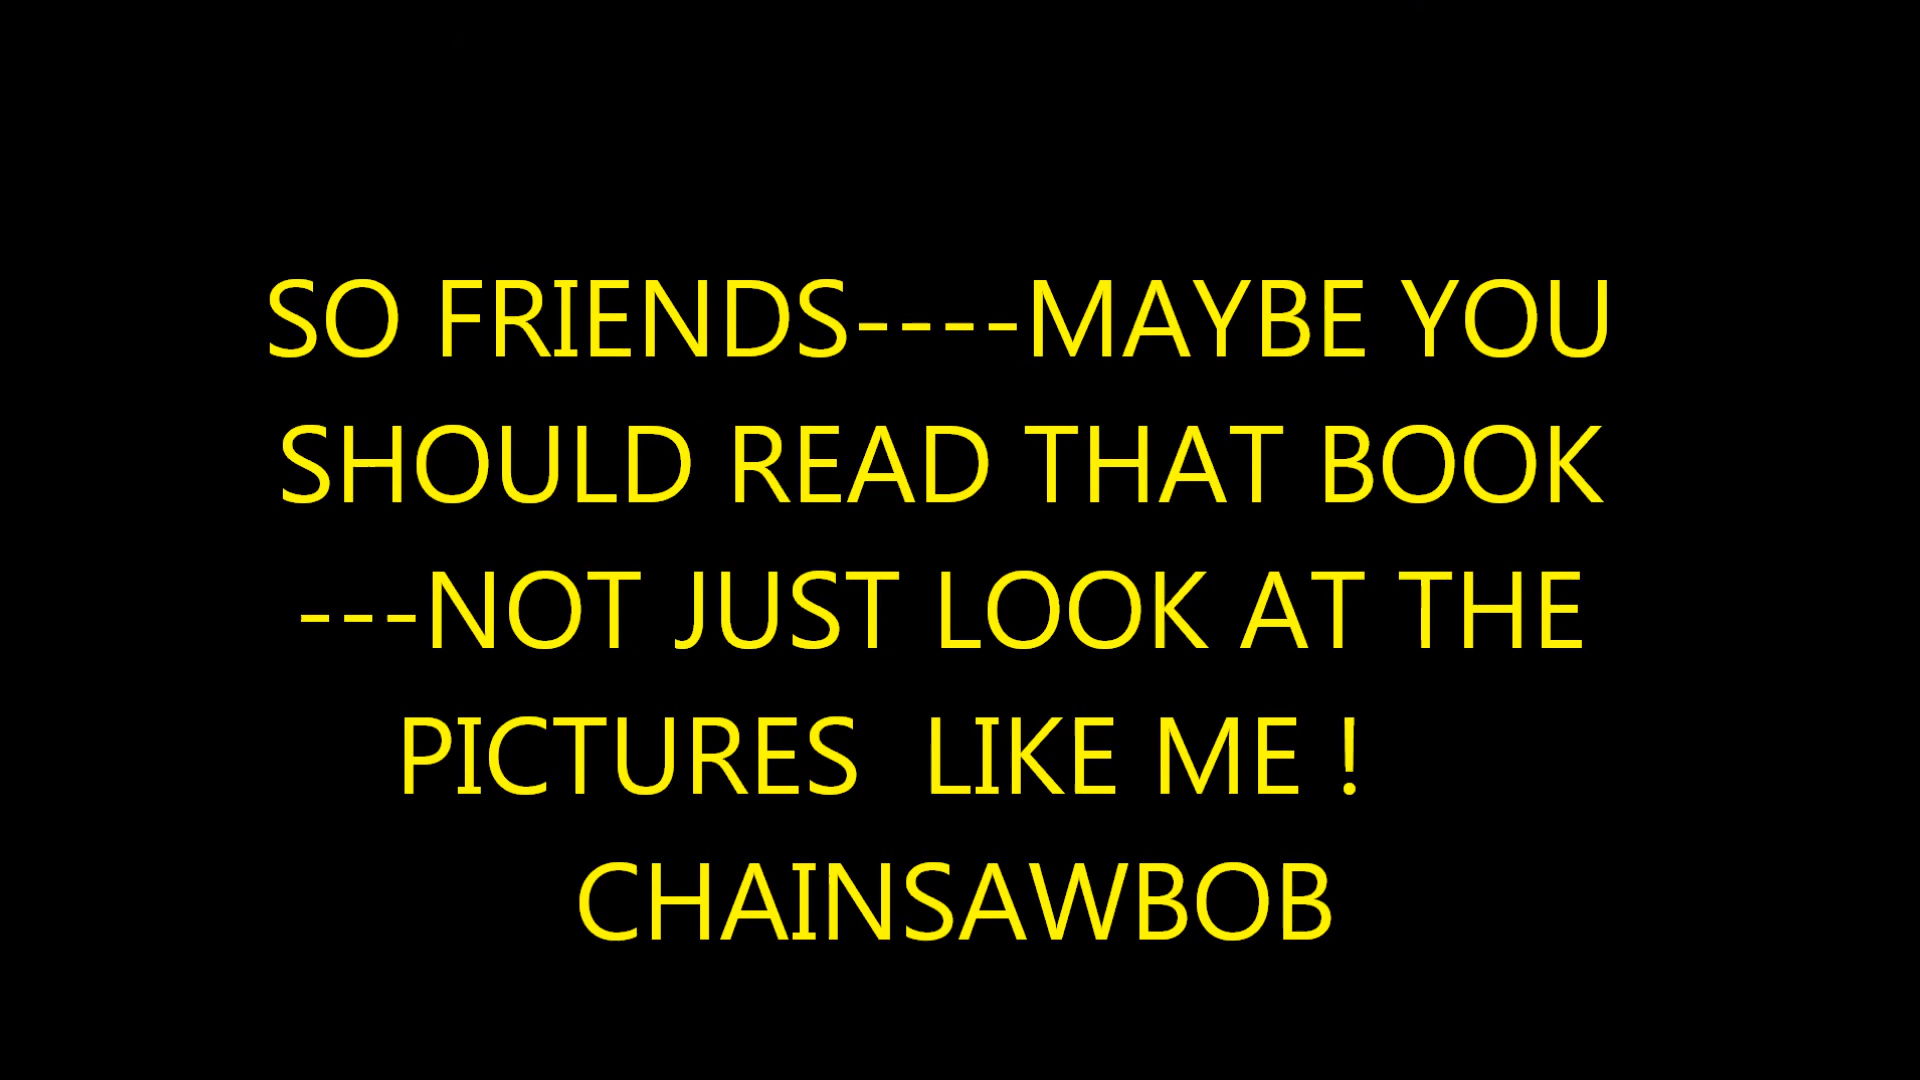 SO FRIENDS----MAYBE YOU
SHOULD READ THAT BOOK
---NOT JUST LOOK AT THE
PICTURES  LIKE ME !
CHAINSAWBOB